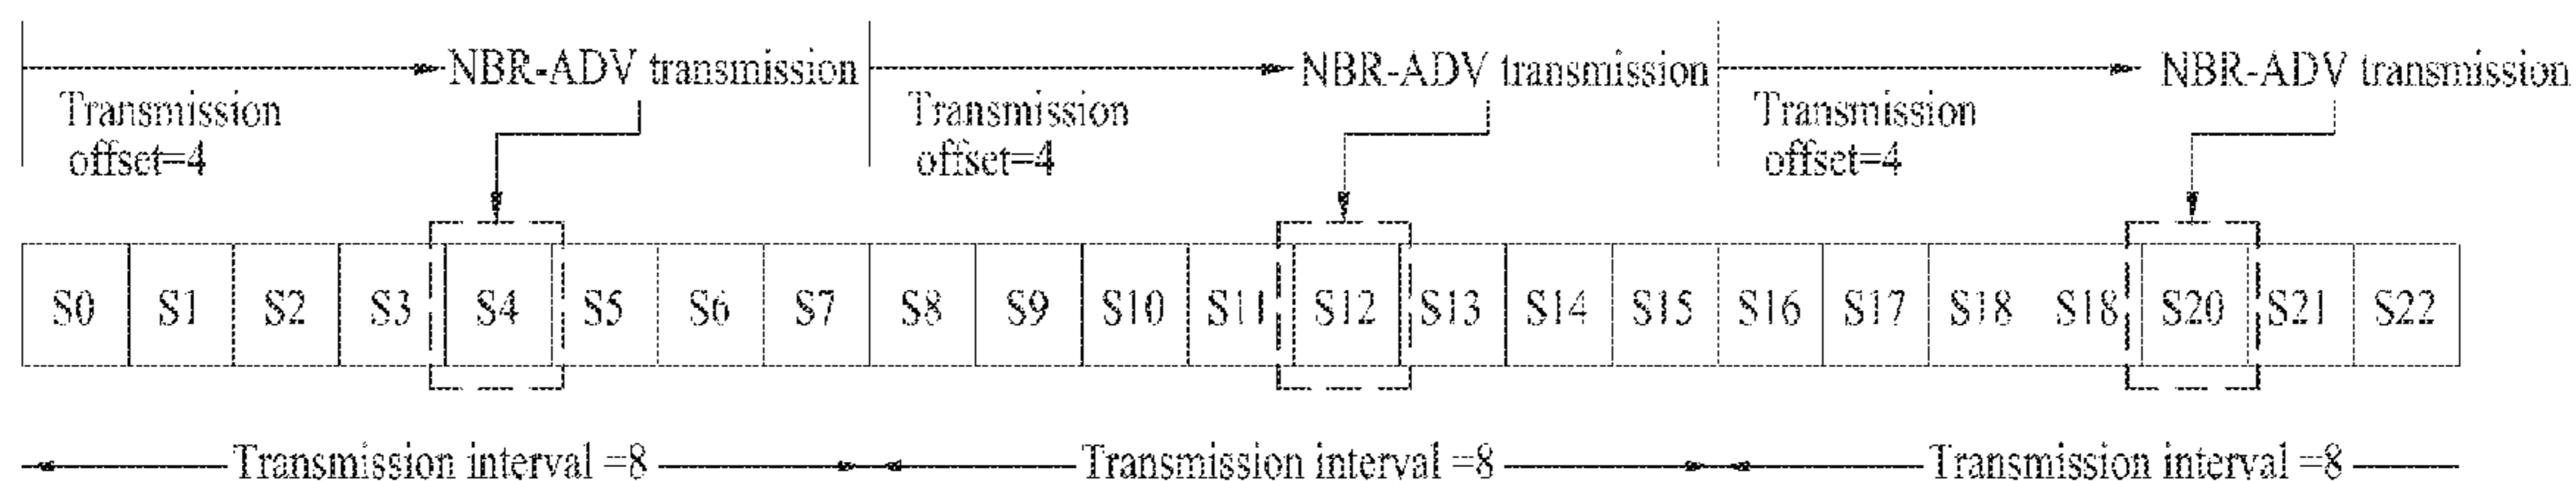 NBR-ADV transmission NBR-ADV transmission NBR-ADV transmission
Transmission Transmission Transmission
offset=4 offset=4 offset=4
S0 S1 S2 S3 S4 S5 S6 S7 S8 S9 S10 S11 S12 S13 S14 S15 S16 S17 S18 S18 S20 S21 S22
Transmission interval =8 Transmission interval =8 Transmission interval =8